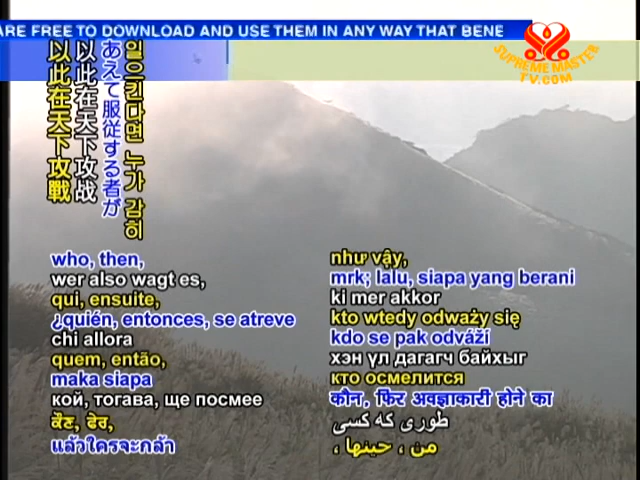 ARE FREE TO DOWNLOAD AND USE THEM IN ANY WAY THAT BENE
SUPREME MASTER
TV.COM
일으킨다면 누가 감히
あえて服従する者が
以此在天下攻战
以此在天下攻戰
who, then,
wer also wagt es,
qui, ensuite,
¿quién, entonces, se atreve
chi allora
quem, então,
maka siapa
кой, тогава, ще посмее
ਕੌਣ, ਫੇਰ,
แล้วใครจะกล้า
như vậy,
mrk; lalu, siapa yang berani
ki mer akkor
kto wtedy odważy się
kdo se pak odváží
хэн үл дагагч байхыг
кто осмелится
कौन, फिर अवज्ञाकारी होने का
طوری که کسی
من ، حينها ،